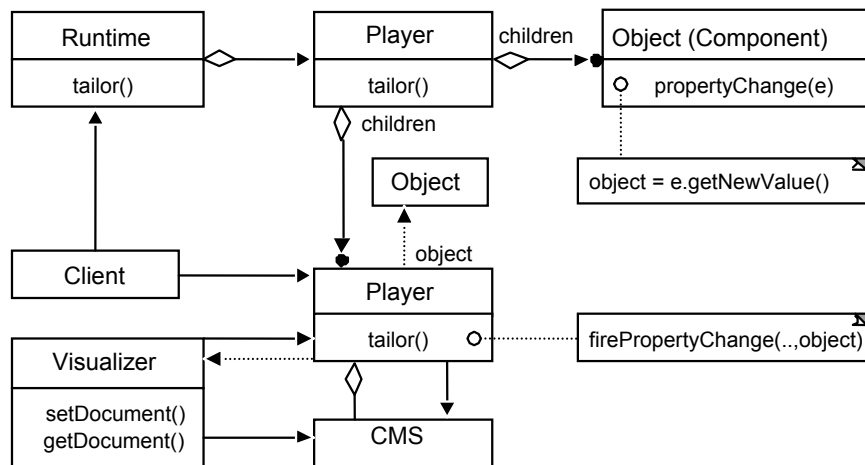 Runtime
tailor()
Player
tailor()
children
Object (Component)
propertyChange(e)
children
Object
object = e.getNewValue()
Client
object
Player
tailor()
firePropertyChange(..,object)
Visualizer
setDocument()
getDocument()
CMS